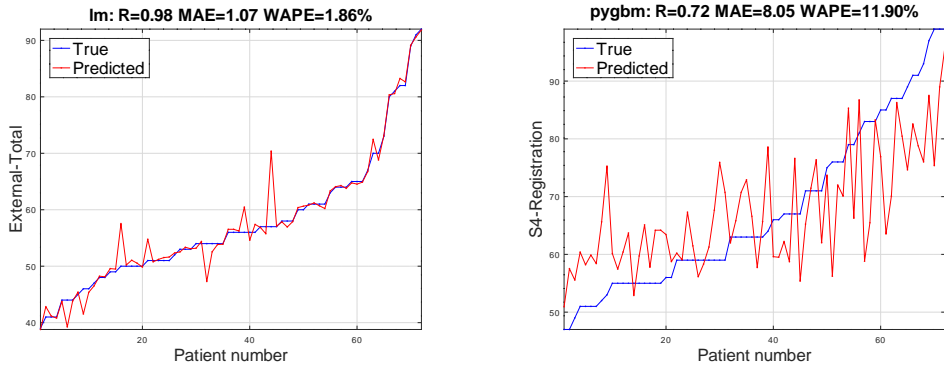 lm: R=0.98 MAE=1.07 WAPE=1.86%
True
Predicted
External-Total
90
80
70
60
50
40
20
40
60
Patient number
pygbm: R=0.72 MAE=8.05 WAPE=11.90%
True
Predicted
S4-Registration
90
80
70
60
50
20
40
60
Patient number